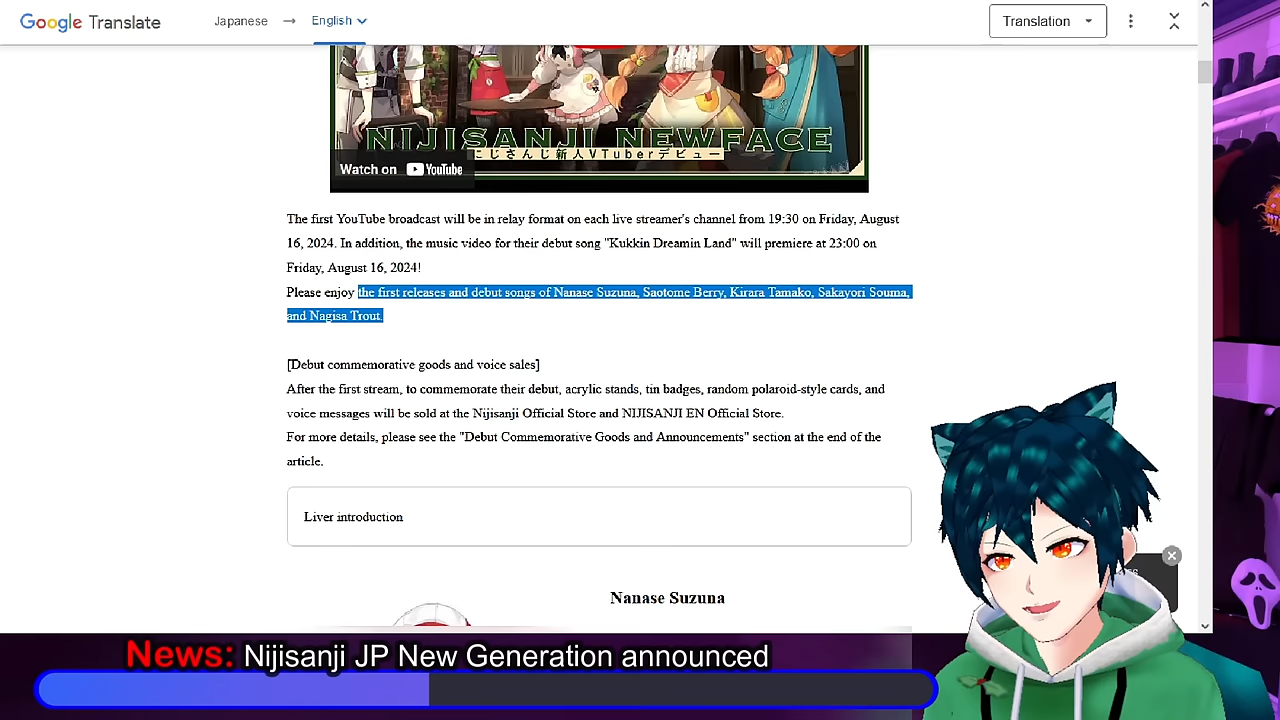 Google Translate
Japanese → English
Translation
NIJISANJI NEWFACE
にじさんじ新人VTuberデビュー
Watch on YouTube
The first YouTube broadcast will be in relay format on each live streamer's channel from 19:30 on Friday, August
16, 2024. In addition, the music video for their debut song "Kukkin Dreamin Land" will premiere at 23:00 on
Friday, August 16, 2024!
Please enjoy the first releases and debut songs of Nanase Suzuna, Saotome Berry, Kirara Tamako, Sakayori Souma,
and Nagisa Trout.
[Debut commemorative goods and voice sales]
After the first stream, to commemorate their debut, acrylic stands, tin badges, random polaroid-style cards, and
voice messages will be sold at the Nijisanji Official Store and NIJISANJI EN Official Store.
For more details, please see the "Debut Commemorative Goods and Announcements" section at the end of the
article.
Liver introduction
Nanase Suzuna
News: Nijisanji JP New Generation announced